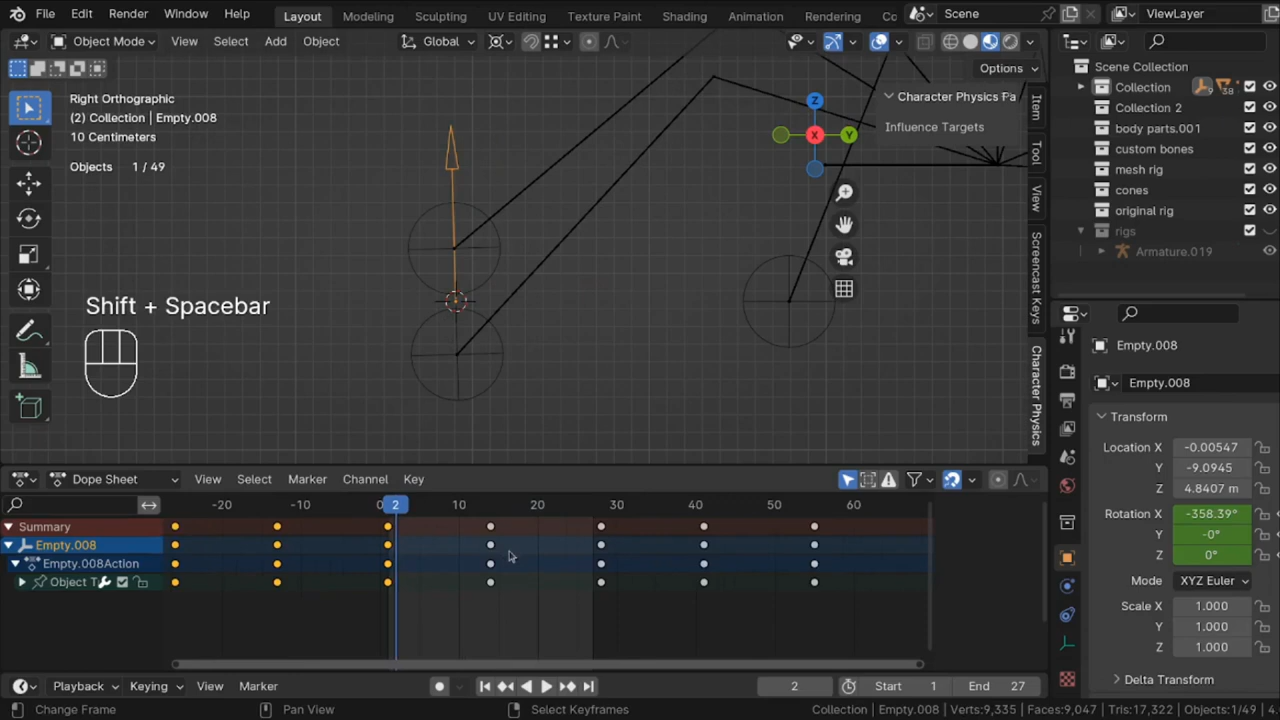 File Edit Render Window Help Layout Modeling Sculpting UV Editing Texture Paint Shading Animation Rendering Co Scene ViewLayer
Object Mode View Select Add Object Global
Options
Right Orthographic
(2) Collection | Empty.008
10 Centimeters
Objects 1 / 49
Shift + Spacebar
Z
Y
X
Character Physics Pa
Influence Targets
Item
Tool
View
Screencast Keys
Character Physics
Scene Collection
Collection 9 38
Collection 2
body parts.001
custom bones
mesh rig
cones
original rig
rigs
Armature.019
Empty.008
Empty.008
Transform
Location X -0.00547
Y -9.0945
Z 4.8407 m
Rotation X -358.39°
Y -0°
Z 0°
Mode XYZ Euler
Scale X 1.000
Y 1.000
Z 1.000
Delta Transform
Dope Sheet View Select Marker Channel Key
-20 -10 0 2 10 20 30 40 50 60
Summary
Empty.008
Empty.008Action
Object T
Playback Keying View Marker 2 Start 1 End 27
Change Frame Pan View Select Keyframes Collection | Empty.008 | Verts:9,335 | Faces:9,047 | Tris:17,322 | Objects:1/49 | 4.